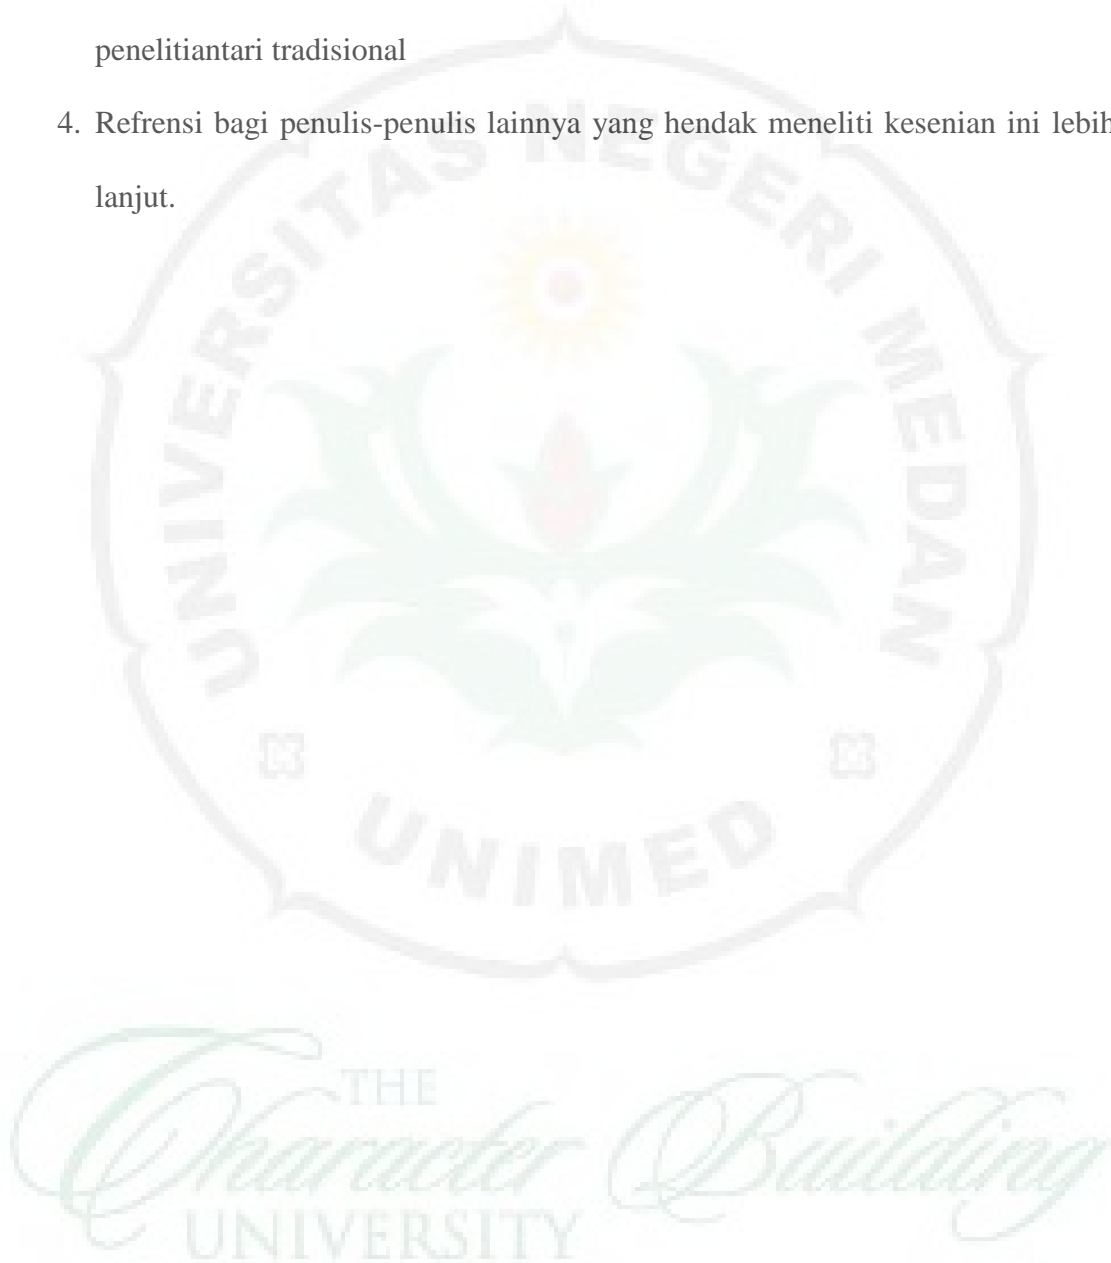 penelitiantari tradisional
4. Refrensi bagi penulis-penulis lainnya yang hendak meneliti kesenian ini lebih
lanjut.
UNIVERSITAS NEGERI MEDAN
UNIMED
THE
Character Building
UNIVERSITY